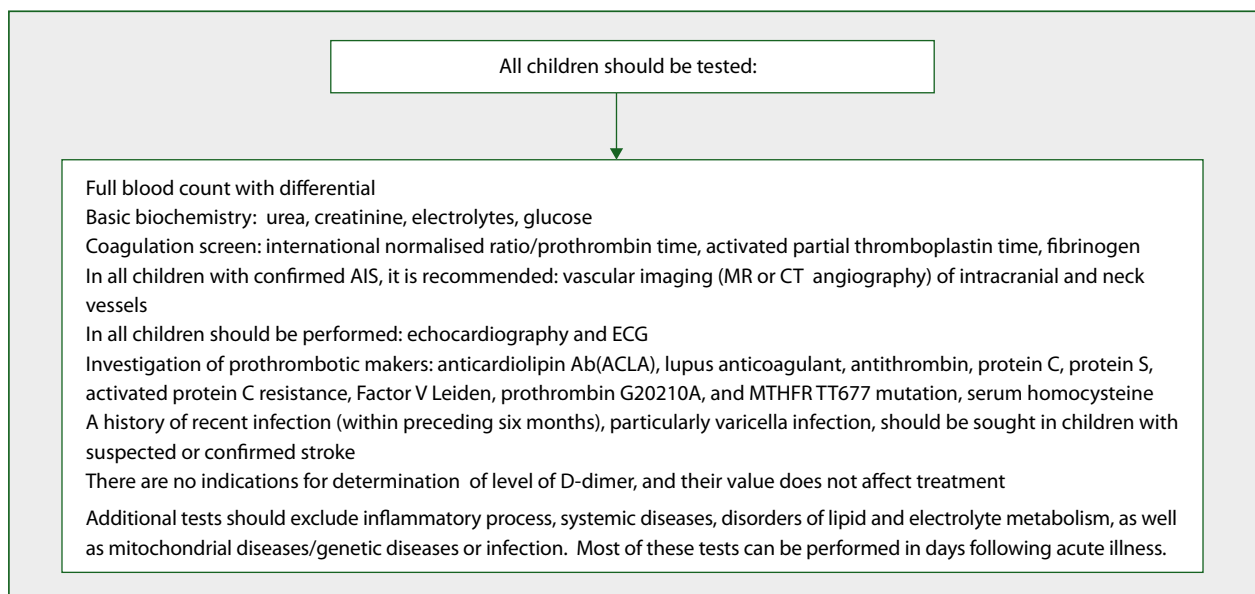 All children should be tested:
Full blood count with differential
Basic biochemistry: urea, creatinine, electrolytes, glucose
Coagulation screen: international normalised ratio/prothrombin time, activated partial thromboplastin time, fibrinogen
In all children with confirmed AIS, it is recommended: vascular imaging (MR or CT angiography) of intracranial and neck
vessels
In all children should be performed: echocardiography and ECG
Investigation of prothrombotic makers: anticardiolipin Ab(ACLA), lupus anticoagulant, antithrombin, protein C, protein S,
activated protein C resistance, Factor V Leiden, prothrombin G20210A, and MTHFR TT677 mutation, serum homocysteine
A history of recent infection (within preceding six months), particularly varicella infection, should be sought in children with
suspected or confirmed stroke
There are no indications for determination of level of D-dimer, and their value does not affect treatment
Additional tests should exclude inflammatory process, systemic diseases, disorders of lipid and electrolyte metabolism, as well
as mitochondrial diseases/genetic diseases or infection. Most of these tests can be performed in days following acute illness.